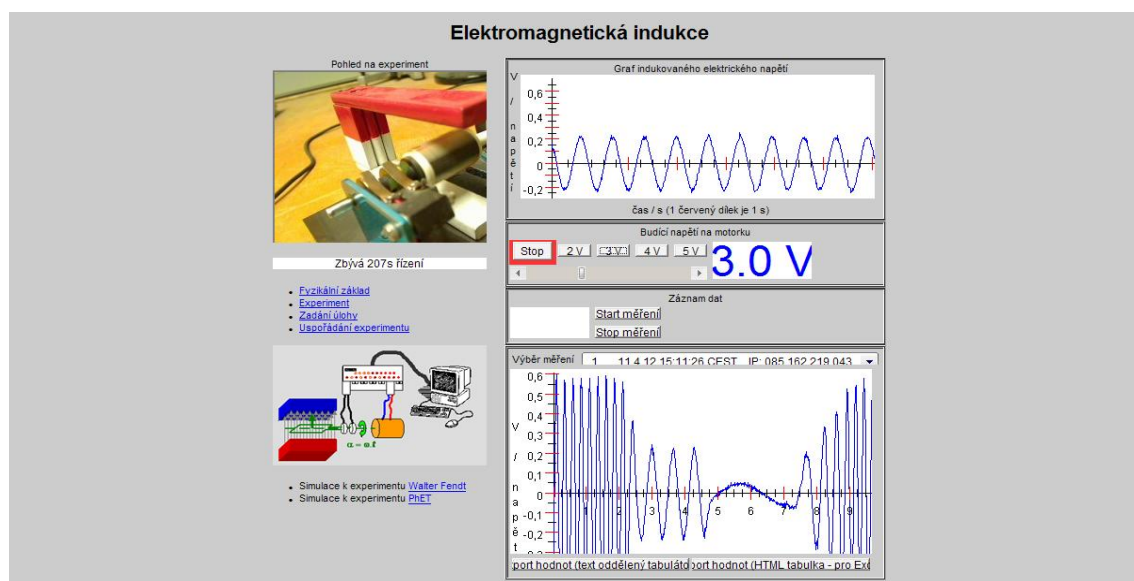 Elektromagnetická indukce
Pohled na experiment
Zbývá 207s řízení
Fyzikální základ
Experiment
Zadání úlohy
Uspořádání experimentu
α = ω.t
Simulace k experimentu Walter Fendt
Simulace k experimentu PhET
Graf indukovaného elektrického napětí
V / napětí
0,6
0,4
0,2
0
-0,2
čas / s (1 červený dílek je 1 s)
Budící napětí na motorku
Stop 2 V 3 V 4 V 5 V 3.0 V
Záznam dat
Start měření
Stop měření
Výběr měření 1 11.4.12 15:11:26 CEST IP: 085.162.219.043
V / napět
0,6
0,5
0,4
0,3
0,2
0,1
0
-0,1
-0,2
1 2 3 4 5 6 7 8 9
port hodnot (text oddělený tabuláto port hodnot (HTML tabulka - pro Exc